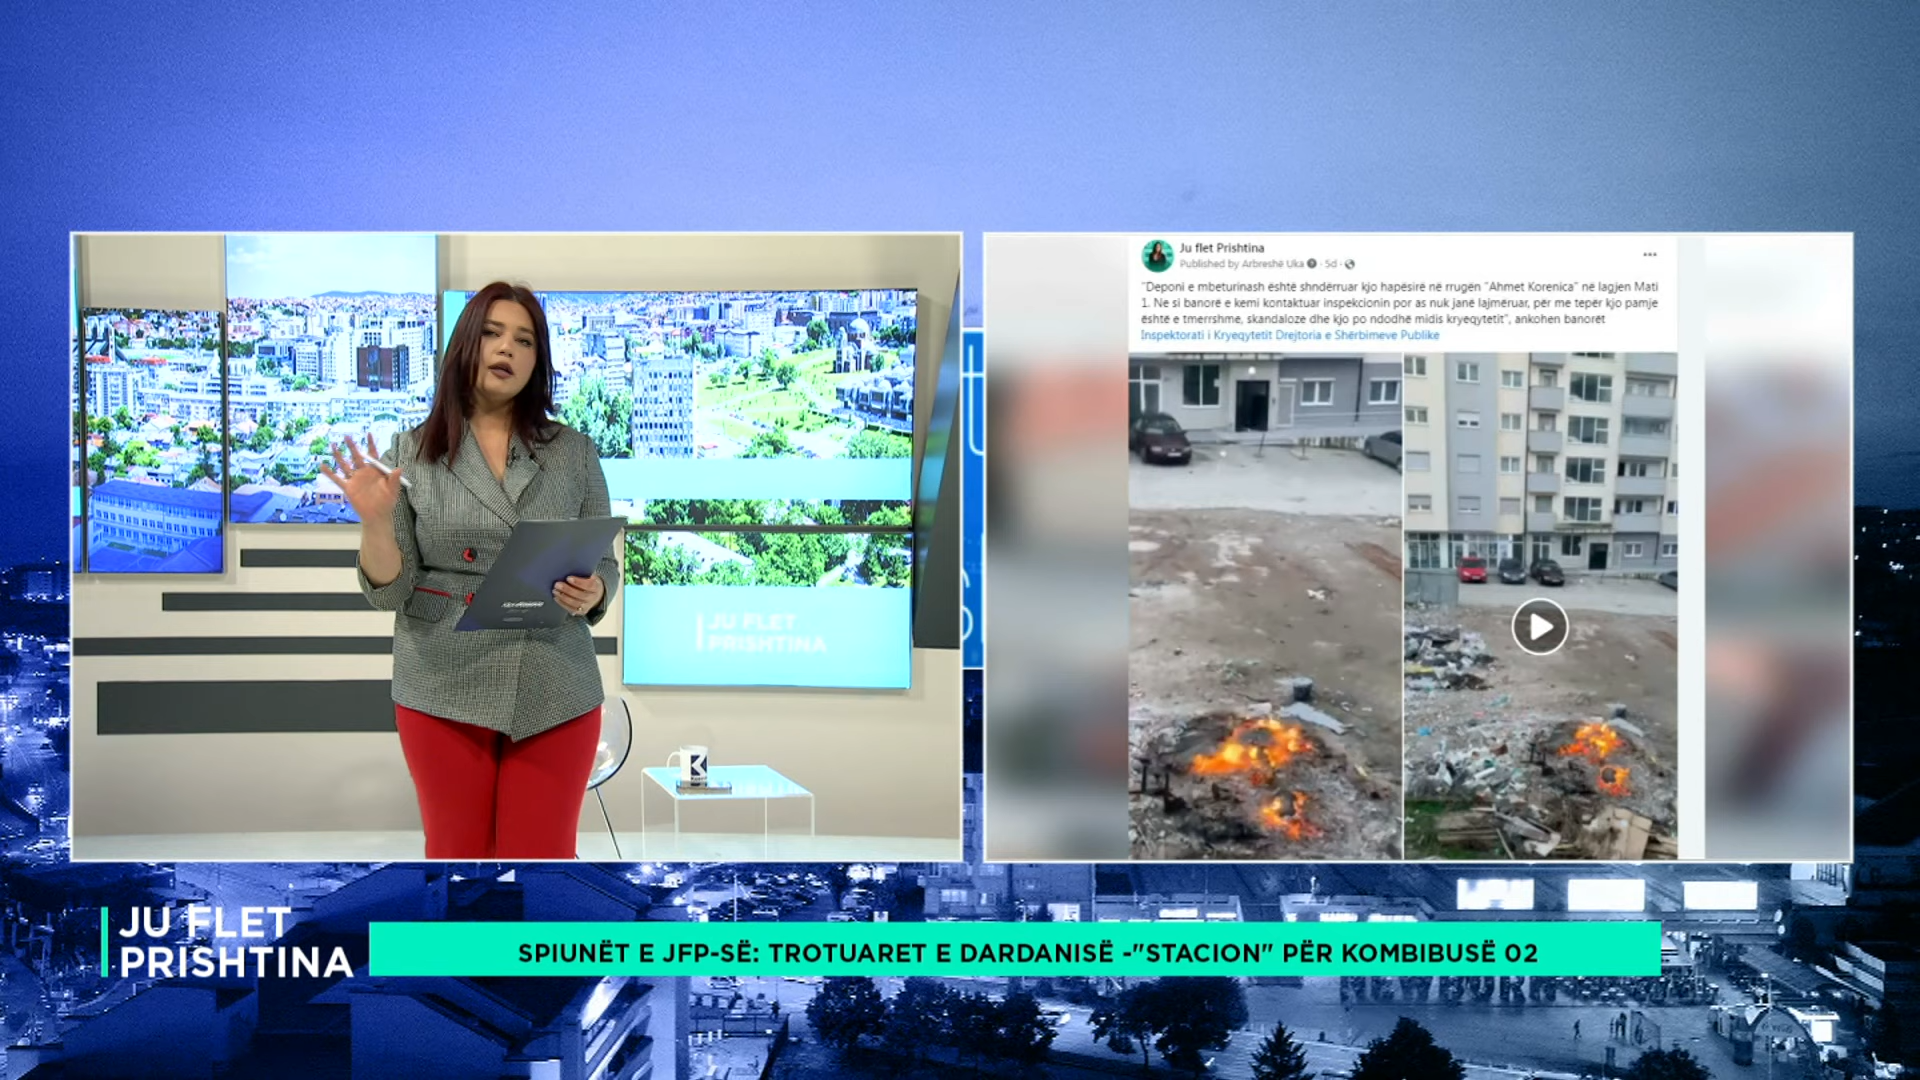 JU FLET
PRISHTINA
Ju flet Prishtina
Published by Arbreshë Uka · 5d ·
"Deponi e mbeturinash është shndërruar kjo hapësirë në rrugën "Ahmet Korenica" në lagjen Mati
1. Ne si banorë e kemi kontaktuar inspekcionin por as nuk janë lajmëruar, për me tepër kjo pamje
është e tmerrshme, skandaloze dhe kjo po ndodhë midis kryeqytetit", ankohen banorët
Inspektorati i Kryeqytetit Drejtoria e Shërbimeve Publike
JU FLET
PRISHTINA
SPIUNËT E JFP-SË: TROTUARET E DARDANISË -"STACION" PËR KOMBIBUSË 02